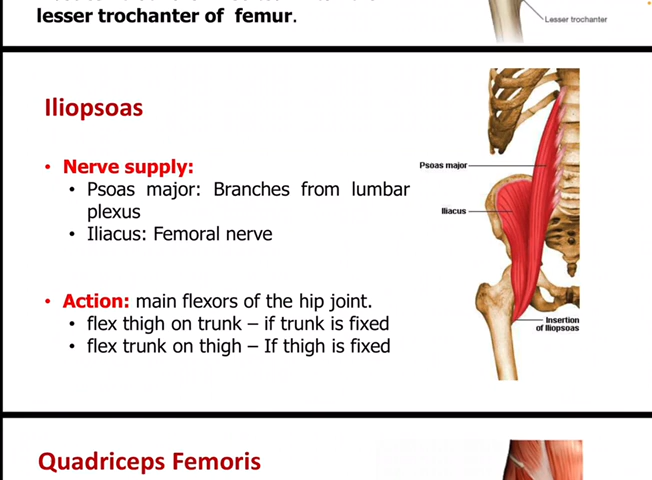 lesser trochanter of femur.
Lesser trochanter
Iliopsoas
• Nerve supply:
• Psoas major: Branches from lumbar
plexus
• Iliacus: Femoral nerve
• Action: main flexors of the hip joint.
• flex thigh on trunk – if trunk is fixed
• flex trunk on thigh – If thigh is fixed
Psoas major
Iliacus
Insertion
of Iliopsoas
Quadriceps Femoris